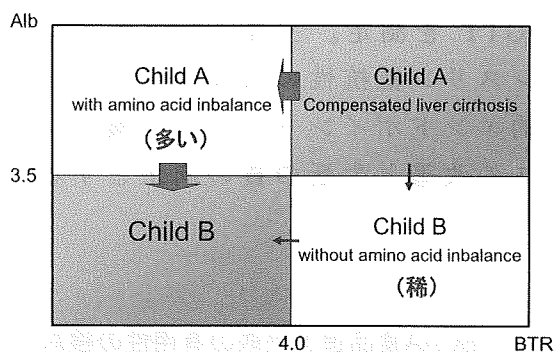 Alb
Child A
with amino acid inbalance
(多い)
Child A
Compensated liver cirrhosis
3.5
Child B
Child B
without amino acid inbalance
(稀)
4.0
BTR